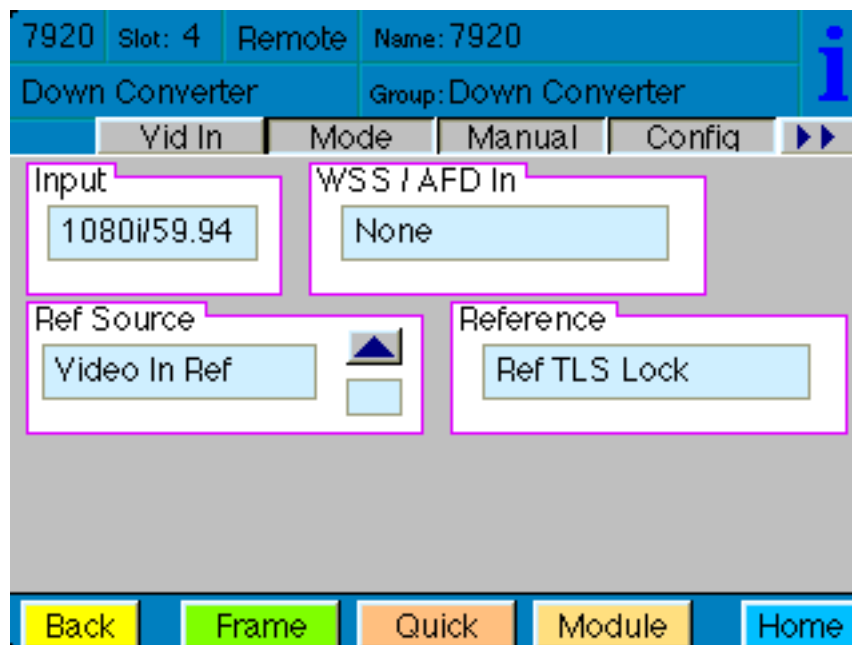 7920 Slot: 4 Remote Name: 7920
Down Converter Group: Down Converter
i
Vid In Mode Manual Config
Input WSS / AFD In
1080i/59.94 None
Ref Source Reference
Video In Ref Ref TLS Lock
Back Frame Quick Module Home